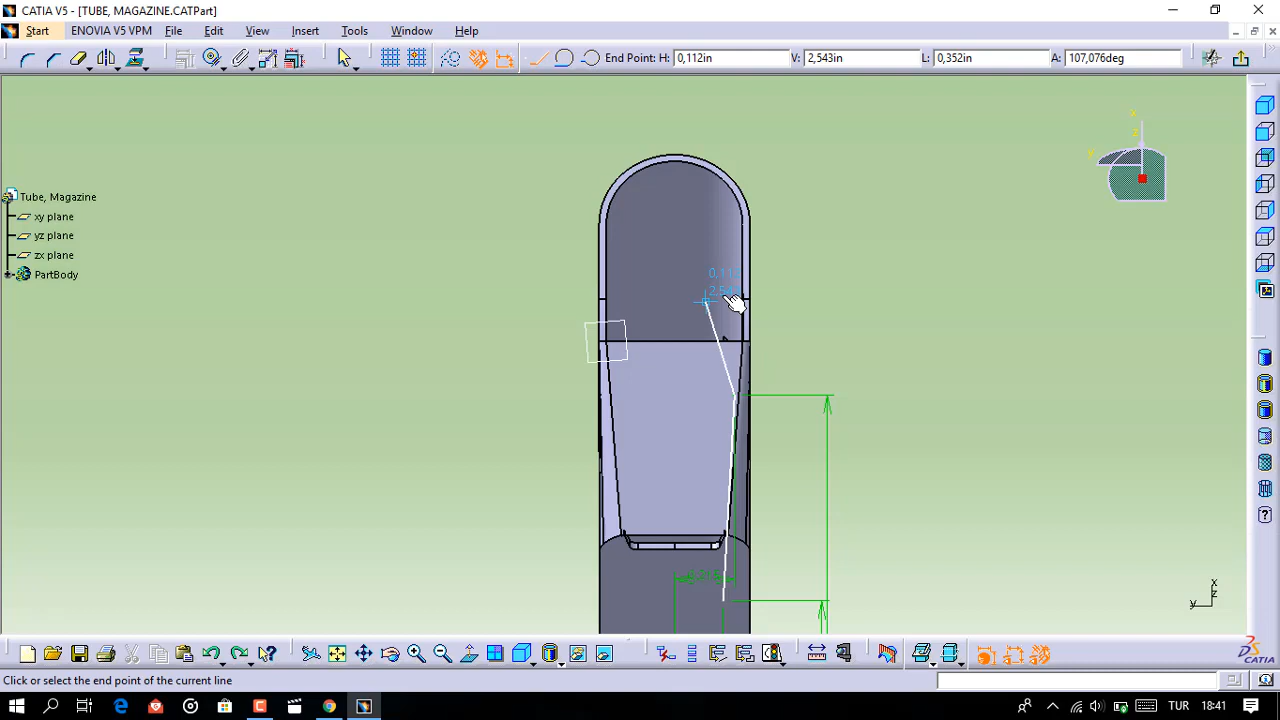 CATIA V5 - [TUBE, MAGAZINE.CATPart]
Start ENOVIA V5 VPM File Edit View Insert Tools Window Help
End Point: H: 0,112in V: 2,543in L: 0,352in A: 107,076deg
x
z
y
Tube, Magazine
xy plane
yz plane
zx plane
PartBody
x
z
y
Click or select the end point of the current line
TUR 18:41